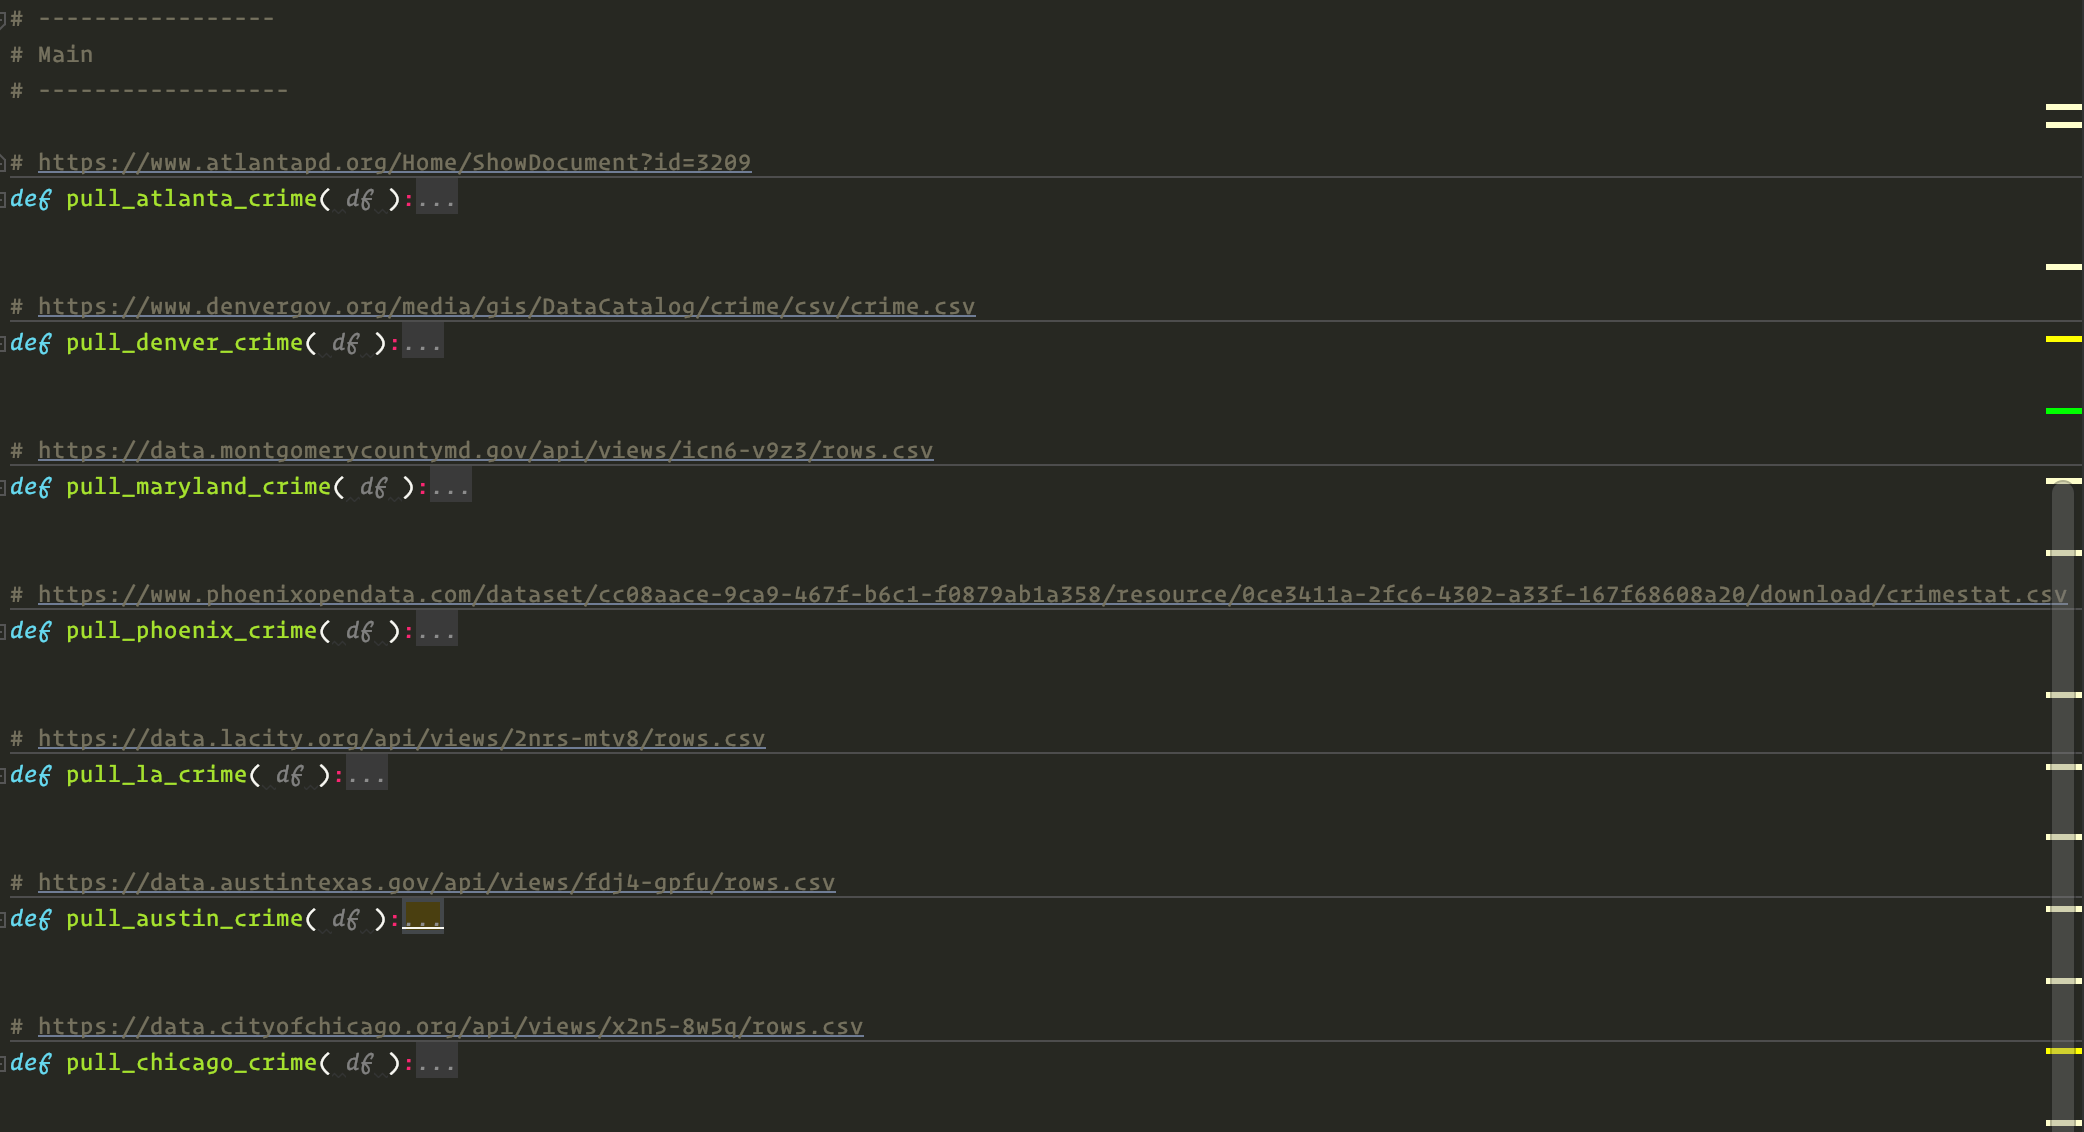 # -----------------
# Main
# ------------------
# https://www.atlantapd.org/Home/ShowDocument?id=3209
def pull_atlanta_crime( df ):...
# https://www.denvergov.org/media/gis/DataCatalog/crime/csv/crime.csv
def pull_denver_crime( df ):...
# https://data.montgomerycountymd.gov/api/views/icn6-v9z3/rows.csv
def pull_maryland_crime( df ):...
# https://www.phoenixopendata.com/dataset/cc08aace-9ca9-467f-b6c1-f0879ab1a358/resource/0ce3411a-2fc6-4302-a33f-167f68608a20/download/crimestat.csv
def pull_phoenix_crime( df ):...
# https://data.lacity.org/api/views/2nrs-mtv8/rows.csv
def pull_la_crime( df ):...
# https://data.austintexas.gov/api/views/fdj4-gpfu/rows.csv
def pull_austin_crime( df ):...
# https://data.cityofchicago.org/api/views/x2n5-8w5q/rows.csv
def pull_chicago_crime( df ):...